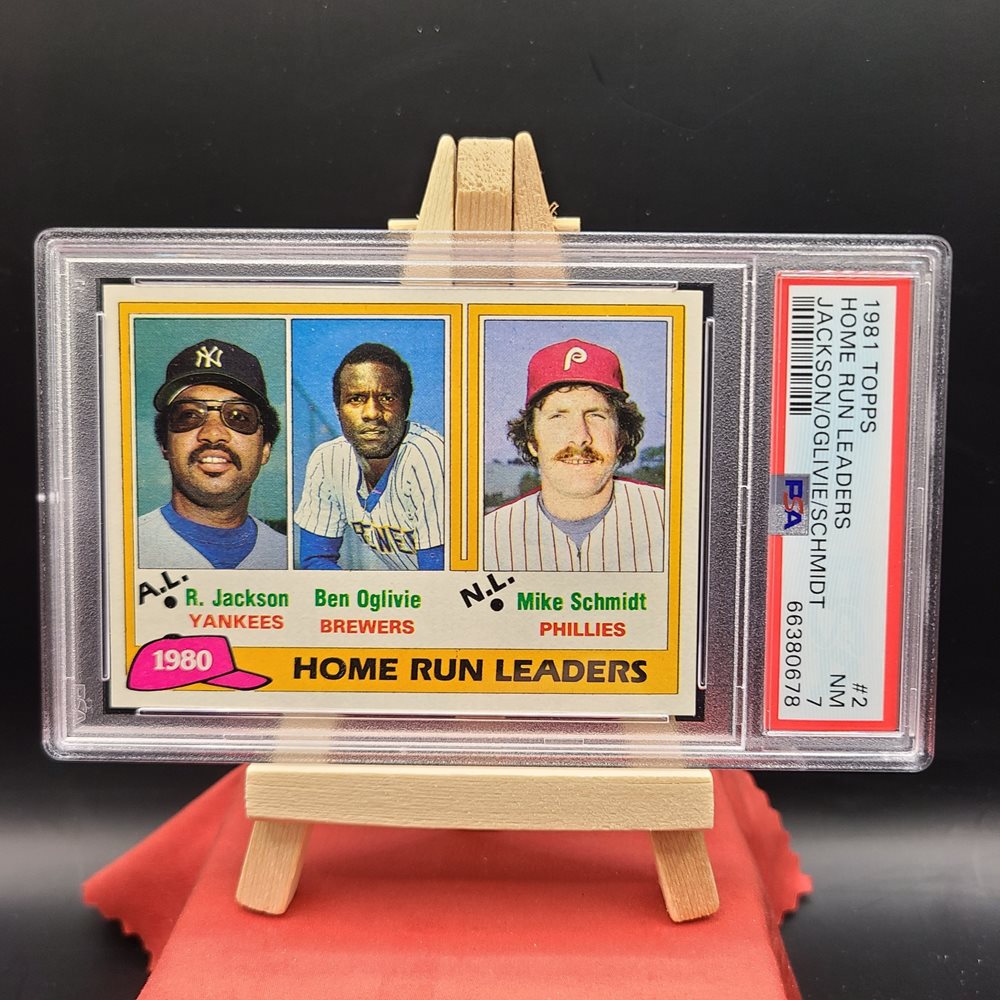 NY
P
A.L.
R. Jackson
YANKEES
Ben Oglivie
BREWERS
N.L.
Mike Schmidt
PHILLIES
1980
HOME RUN LEADERS
1981 TOPPS
HOME RUN LEADERS
JACKSON/OGLIVIE/SCHMIDT
#2
NM
7
66380678
PSA